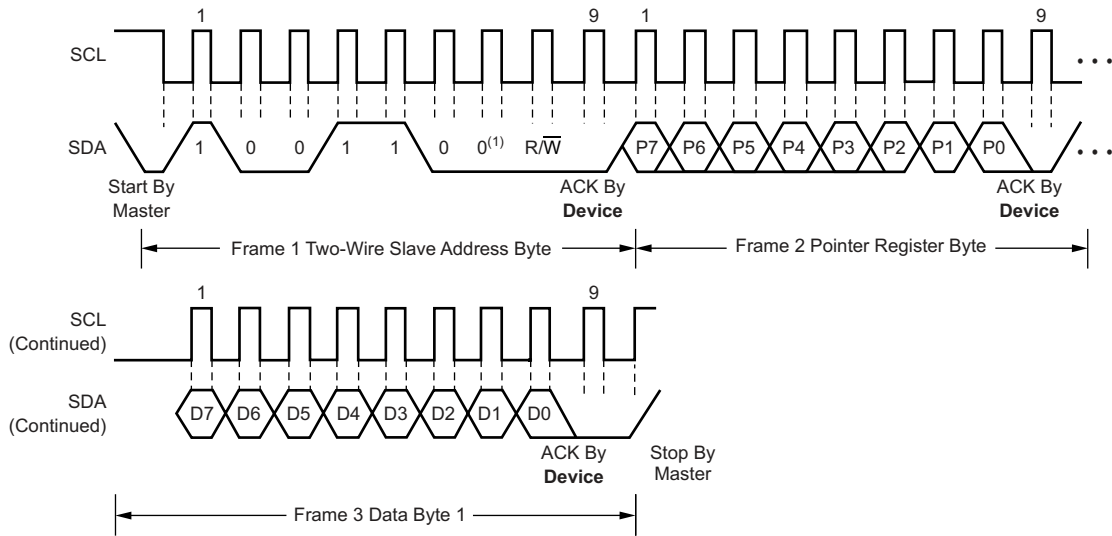 1 9 1 9
SCL
SDA 1 0 0 1 1 0 0(1) R/W̅ P7 P6 P5 P4 P3 P2 P1 P0
Start By
Master
ACK By
Device
ACK By
Device
Frame 1 Two-Wire Slave Address Byte
Frame 2 Pointer Register Byte
1 9
SCL
(Continued)
SDA
(Continued)
D7 D6 D5 D4 D3 D2 D1 D0
ACK By
Device
Stop By
Master
Frame 3 Data Byte 1